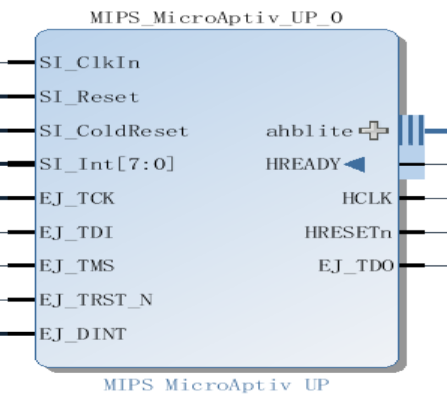 MIPS_MicroAptiv_UP_0
SI_ClkIn
SI_Reset
SI_ColdReset
ahblite
SI_Int[7:0]
HREADY
EJ_TCK
HCLK
EJ_TDI
HRESETn
EJ_TMS
EJ_TDO
EJ_TRST_N
EJ_DINT
MIPS MicroAptiv UP